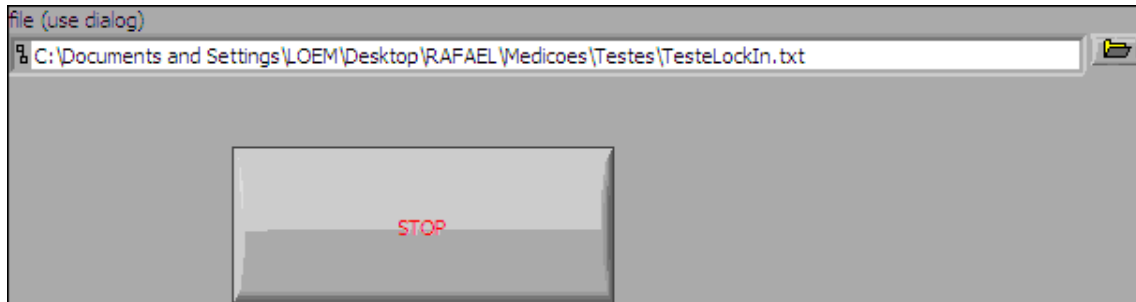 file (use dialog)
C:\Documents and Settings\LOEM\Desktop\RAFAEL\Medicoes\Testes\TesteLockIn.txt
STOP